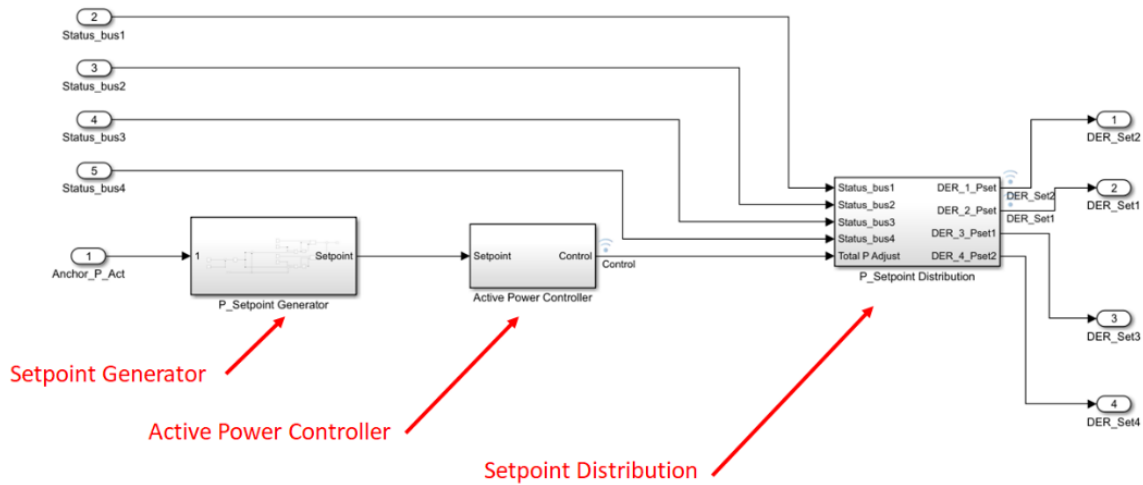 2
Status_bus1
3
Status_bus2
4
Status_bus3
5
Status_bus4
1
Anchor_P_Act
1
Setpoint
P_Setpoint Generator
Setpoint
Control
Active Power Controller
Control
Status_bus1
Status_bus2
Status_bus3
Status_bus4
Total P Adjust
DER_1_Pset
DER_2_Pset
DER_3_Pset1
DER_4_Pset2
P_Setpoint Distribution
DER_Set2
DER_Set1
1
DER_Set2
2
DER_Set1
3
DER_Set3
4
DER_Set4
Setpoint Generator
Active Power Controller
Setpoint Distribution